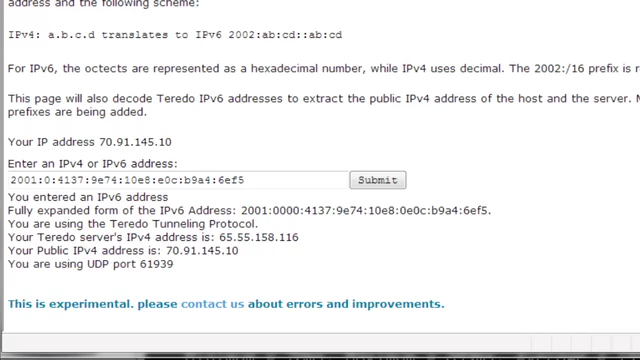 address and the following scheme:
IPv4: a.b.c.d translates to IPv6 2002:ab:cd::ab:cd
For IPv6, the octects are represented as a hexadecimal number, while IPv4 uses decimal. The 2002:/16 prefix is
This page will also decode Teredo IPv6 addresses to extract the public IPv4 address of the host and the server.
prefixes are being added.
Your IP address 70.91.145.10
Enter an IPv4 or IPv6 address:
2001:0:4137:9e74:10e8:e0c:b9a4:6ef5 Submit
You entered an IPv6 address
Fully expanded form of the IPv6 Address: 2001:0000:4137:9e74:10e8:0e0c:b9a4:6ef5.
You are using the Teredo Tunneling Protocol.
Your Teredo server's IPv4 address is: 65.55.158.116
Your Public IPv4 address is: 70.91.145.10
You are using UDP port 61939
This is experimental. please contact us about errors and improvements.